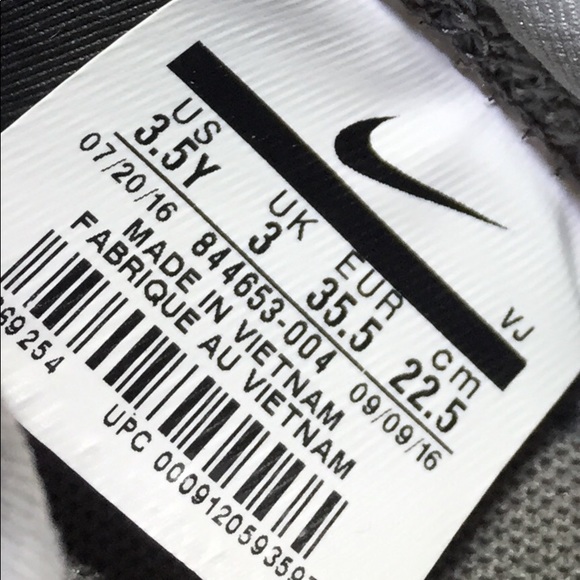 VJ
US UK EUR cm
3.5Y 3 35.5 22.5
07/20/16 844653-004 09/09/16
MADE IN VIETNAM
FABRIQUE AU VIETNAM
69254
UPC 00091205935